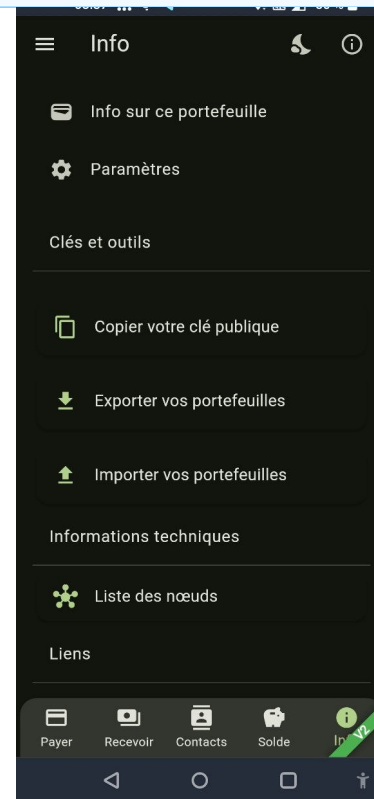 Info
Info sur ce portefeuille
Paramètres
Clés et outils
Copier votre clé publique
Exporter vos portefeuilles
Importer vos portefeuilles
Informations techniques
Liste des nœuds
Liens
Payer
Recevoir
Contacts
Solde
V2